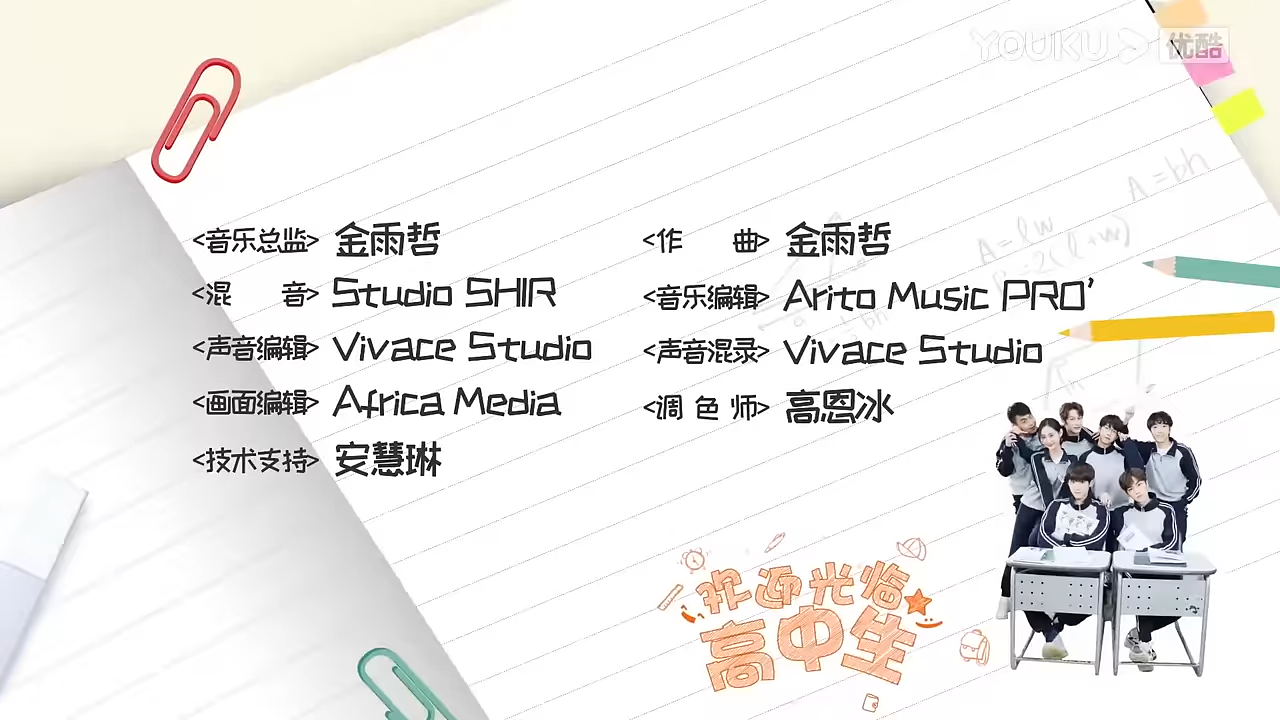 YOUKU 优酷
<音乐总监> 金雨哲
<作 曲> 金雨哲
<混 音> Studio SHIR
<音乐编辑> Arito Music PRO'
<声音编辑> Vivace Studio
<声音混录> Vivace Studio
<画面编辑> Africa Media
<调色师> 高恩冰
<技术支持> 安慧琳
A=bh
A=lw
欢迎光临
高中生